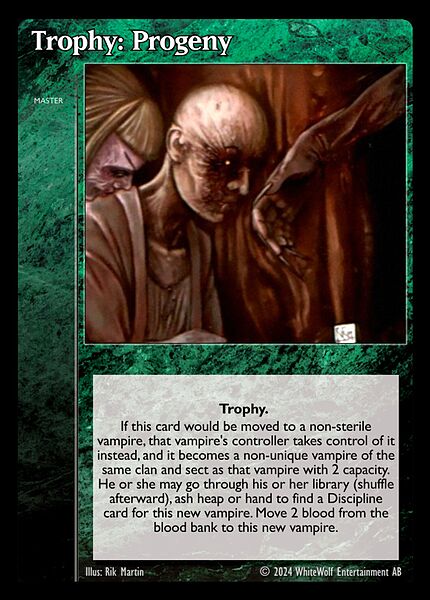 Trophy: Progeny
MASTER
Trophy.
If this card would be moved to a non-sterile
vampire, that vampire's controller takes control of it
instead, and it becomes a non-unique vampire of the
same clan and sect as that vampire with 2 capacity.
He or she may go through his or her library (shuffle
afterward), ash heap or hand to find a Discipline
card for this new vampire. Move 2 blood from the
blood bank to this new vampire.
Illus: Rik Martin
© 2024 WhiteWolf Entertainment AB